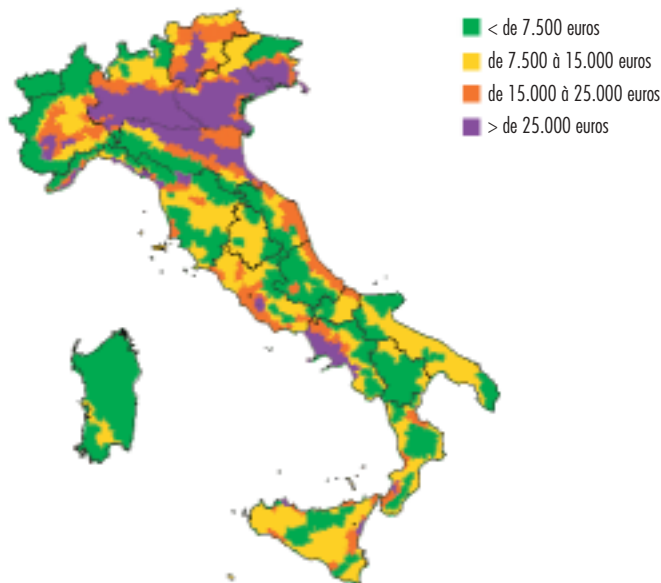 < de 7.500 euros
de 7.500 à 15.000 euros
de 15.000 à 25.000 euros
> de 25.000 euros